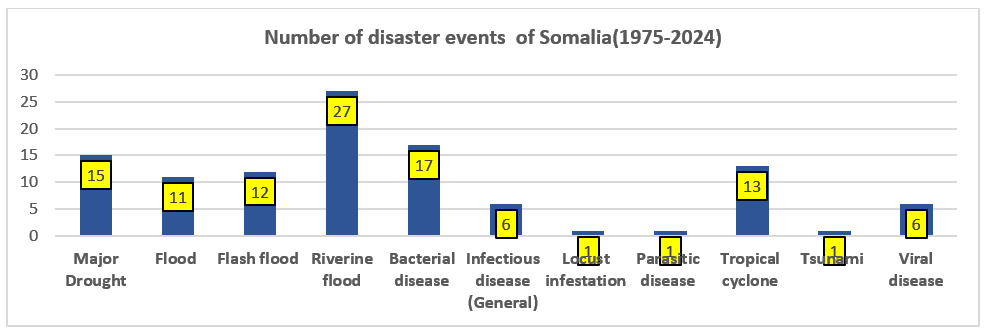 Number of disaster events of Somalia(1975-2024)
30
25
20
15
10
5
0
15
11
12
27
17
6
1
1
13
1
6
Major
Drought
Flood
Flash flood
Riverine
flood
Bacterial
disease
Infectious
disease
(General)
Locust
infestation
Parasitic
disease
Tropical
cyclone
Tsunami
Viral
disease